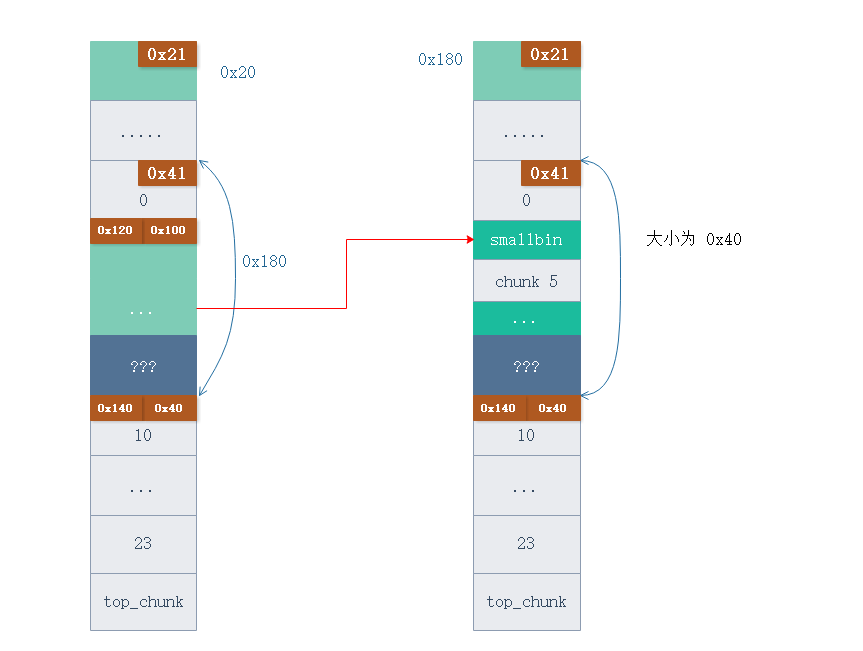 0x21
0x20
.....
0x41
0
0x120 0x100
0x180
...
???
0x140 0x40
10
...
23
top_chunk
0x180
0x21
.....
0x41
0
smallbin
大小为 0x40
chunk 5
...
???
0x140 0x40
10
...
23
top_chunk